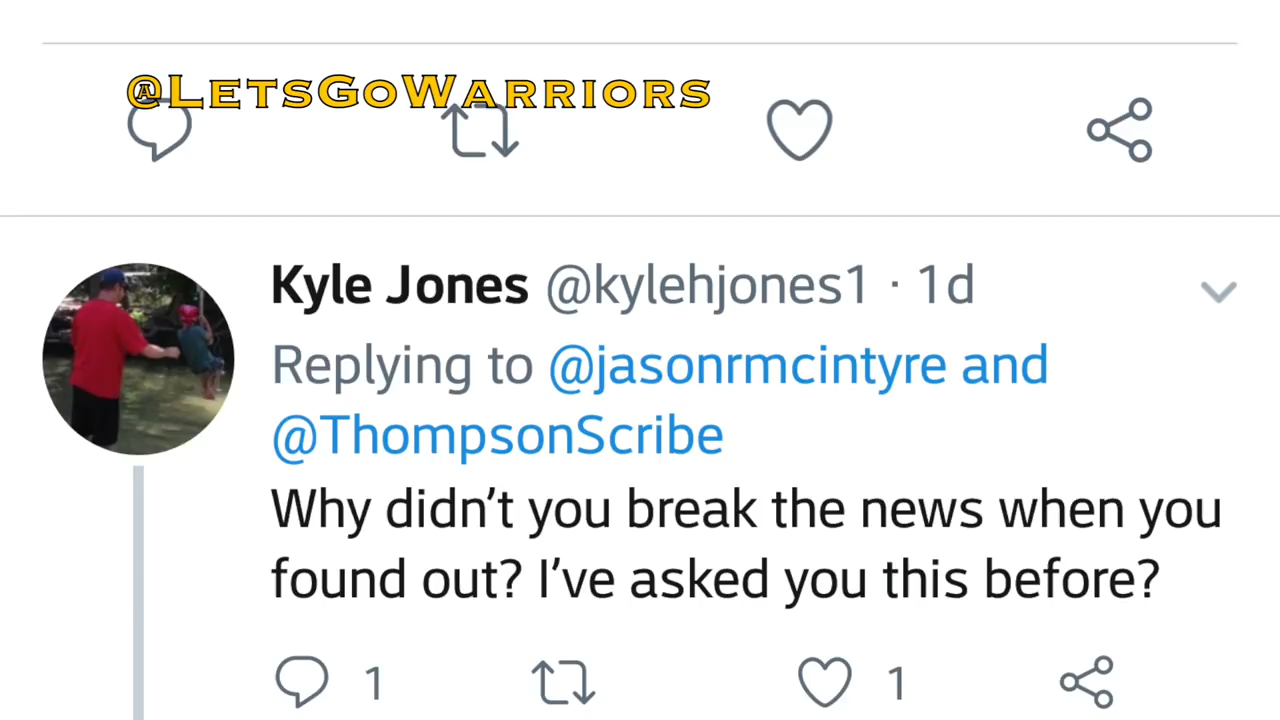 @LetsGoWarriors
Kyle Jones @kylehjones1 · 1d
Replying to @jasonrmcintyre and
@ThompsonScribe
Why didn’t you break the news when you
found out? I’ve asked you this before?
1 1